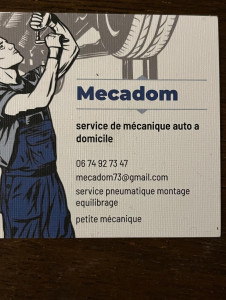 Mecadom
service de mécanique auto a
domicile
06 74 92 73 47
mecadom73@gmail.com
service pneumatique montage
equilibrage
petite mécanique